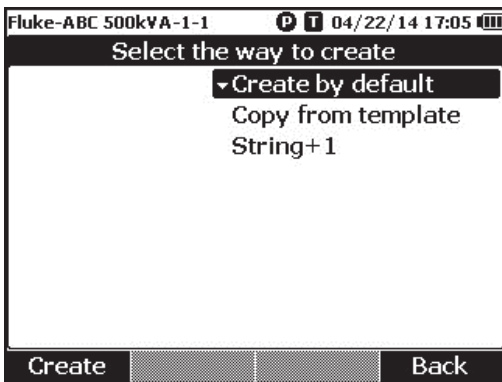 Fluke-ABC 500kVA-1-1 P T 04/22/14 17:05
Select the way to create
Create by default
Copy from template
String+1
Create Back